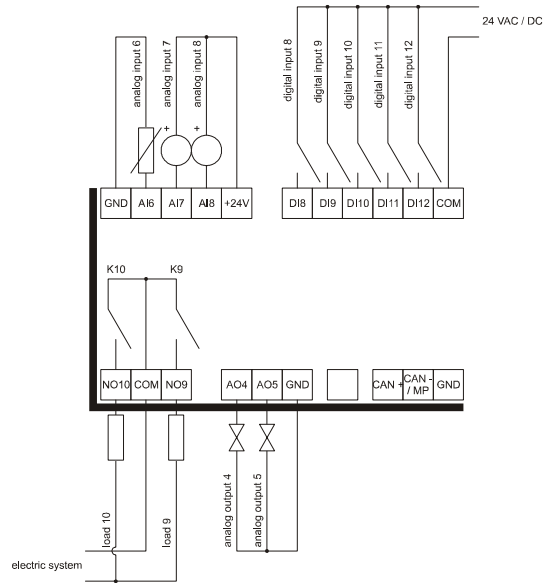 24 VAC / DC
analog input 6
analog input 7
analog input 8
digital input 8
digital input 9
digital input 10
digital input 11
digital input 12
+
+
GND AI6 AI7 AI8 +24V
DI8 DI9 DI10 DI11 DI12 COM
K10 K9
NO10 COM NO9
AO4 AO5 GND
CAN + CAN - / MP GND
load 10
load 9
analog output 4
analog output 5
electric system